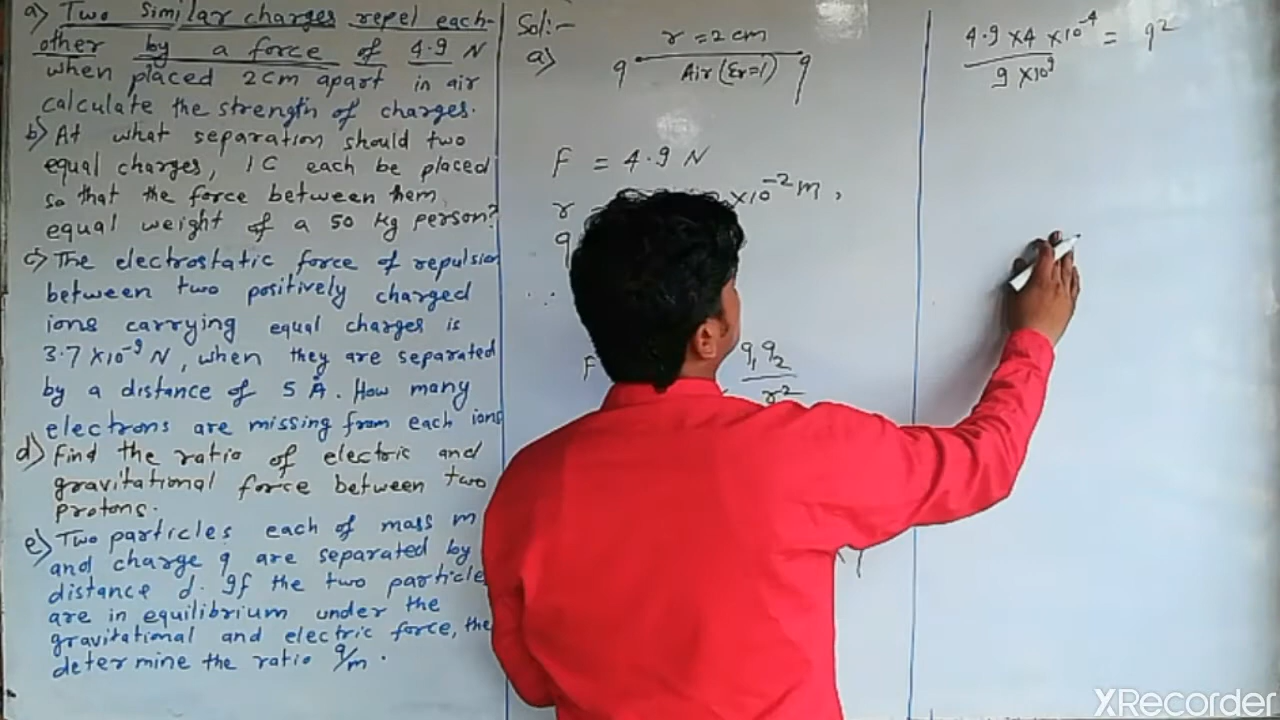 a) Two similar charges repel each-
other by a force of 4.9 N
when placed 2cm apart in air
calculate the strength of charges.
b) At what separation should two
equal charges, 1C each be placed
so that the force between them
equal weight of a 50 Kg person?
c) The electrostatic force of repulsion
between two positively charged
ions carrying equal charges is
3.7 X10⁻⁹ N, when they are separated
by a distance of 5 Å. How many
electrons are missing from each ions
d) Find the ratio of electric and
gravitational force between two
protons.
e) Two particles each of mass m
and charge q are separated by
distance d. If the two particles
are in equilibrium under the
gravitational and electric force, the
determine the ratio q/m.
Sol:-
a)
r = 2 cm
q Air (Er=1) q
F = 4.9 N
r = x10⁻² m,
q
∴
F q₁q₂
r²
4.9 x4 x10⁻⁴ = q²
9 x10⁹
XRecorder